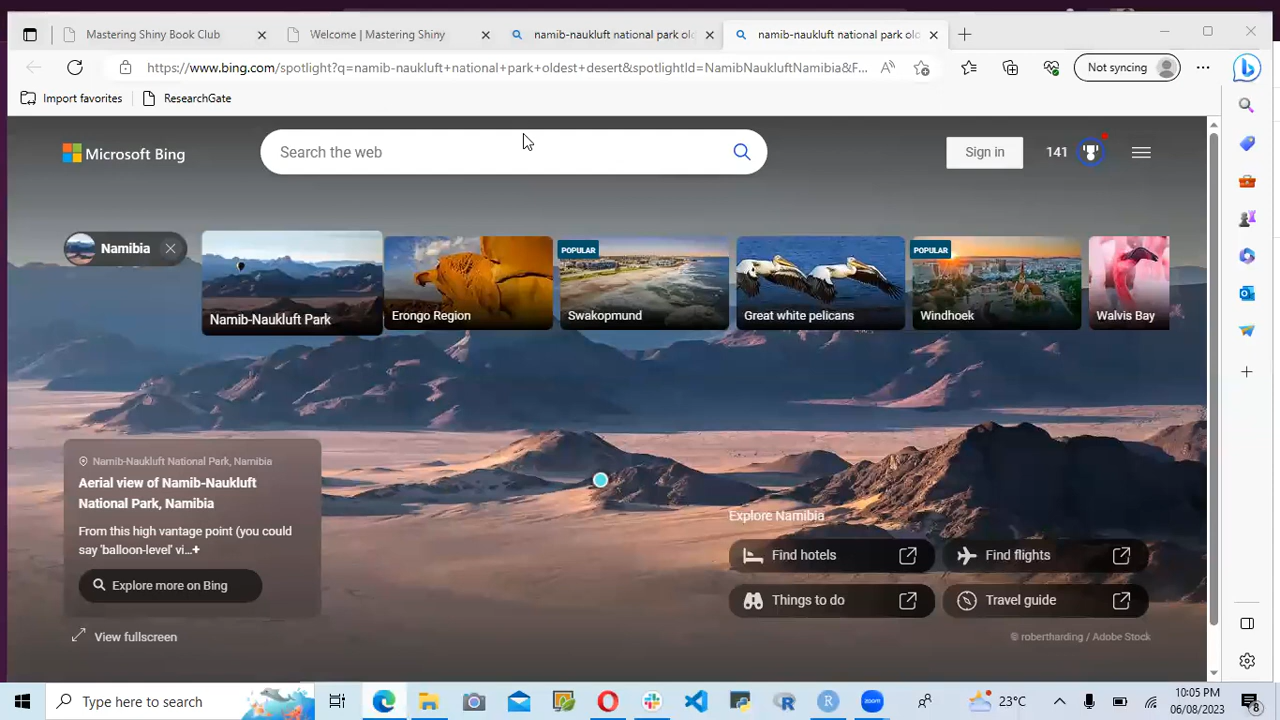 Mastering Shiny Book Club
Welcome | Mastering Shiny
namib-naukluft national park old
namib-naukluft national park old
https://www.bing.com/spotlight?q=namib-naukluft+national+park+odest+desert&spotlightId=NamibNaukluftNamibia&F...
Not syncing
Import favorites
ResearchGate
Microsoft Bing
Search the web
Sign in
141
Namibia
Namib-Naukluft Park
Erongo Region
POPULAR
Swakopmund
Great white pelicans
POPULAR
Windhoek
Walvis Bay
Namib-Naukluft National Park, Namibia
Aerial view of Namib-Naukluft
National Park, Namibia
From this high vantage point (you could
say 'balloon-level' vi...+
Explore more on Bing
View fullscreen
Explore Namibia
Find hotels
Find flights
Things to do
Travel guide
© robertharding / Adobe Stock
Type here to search
zoom
23°C
10:05 PM
06/08/2023
8